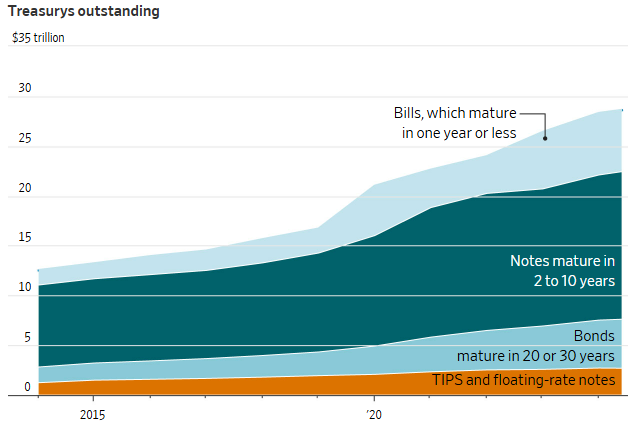 Treasurys outstanding
$35 trillion
30
Bills, which mature
in one year or less
25
20
15
Notes mature in
2 to 10 years
10
5
Bonds
mature in 20 or 30 years
TIPS and floating-rate notes
0
2015
’20